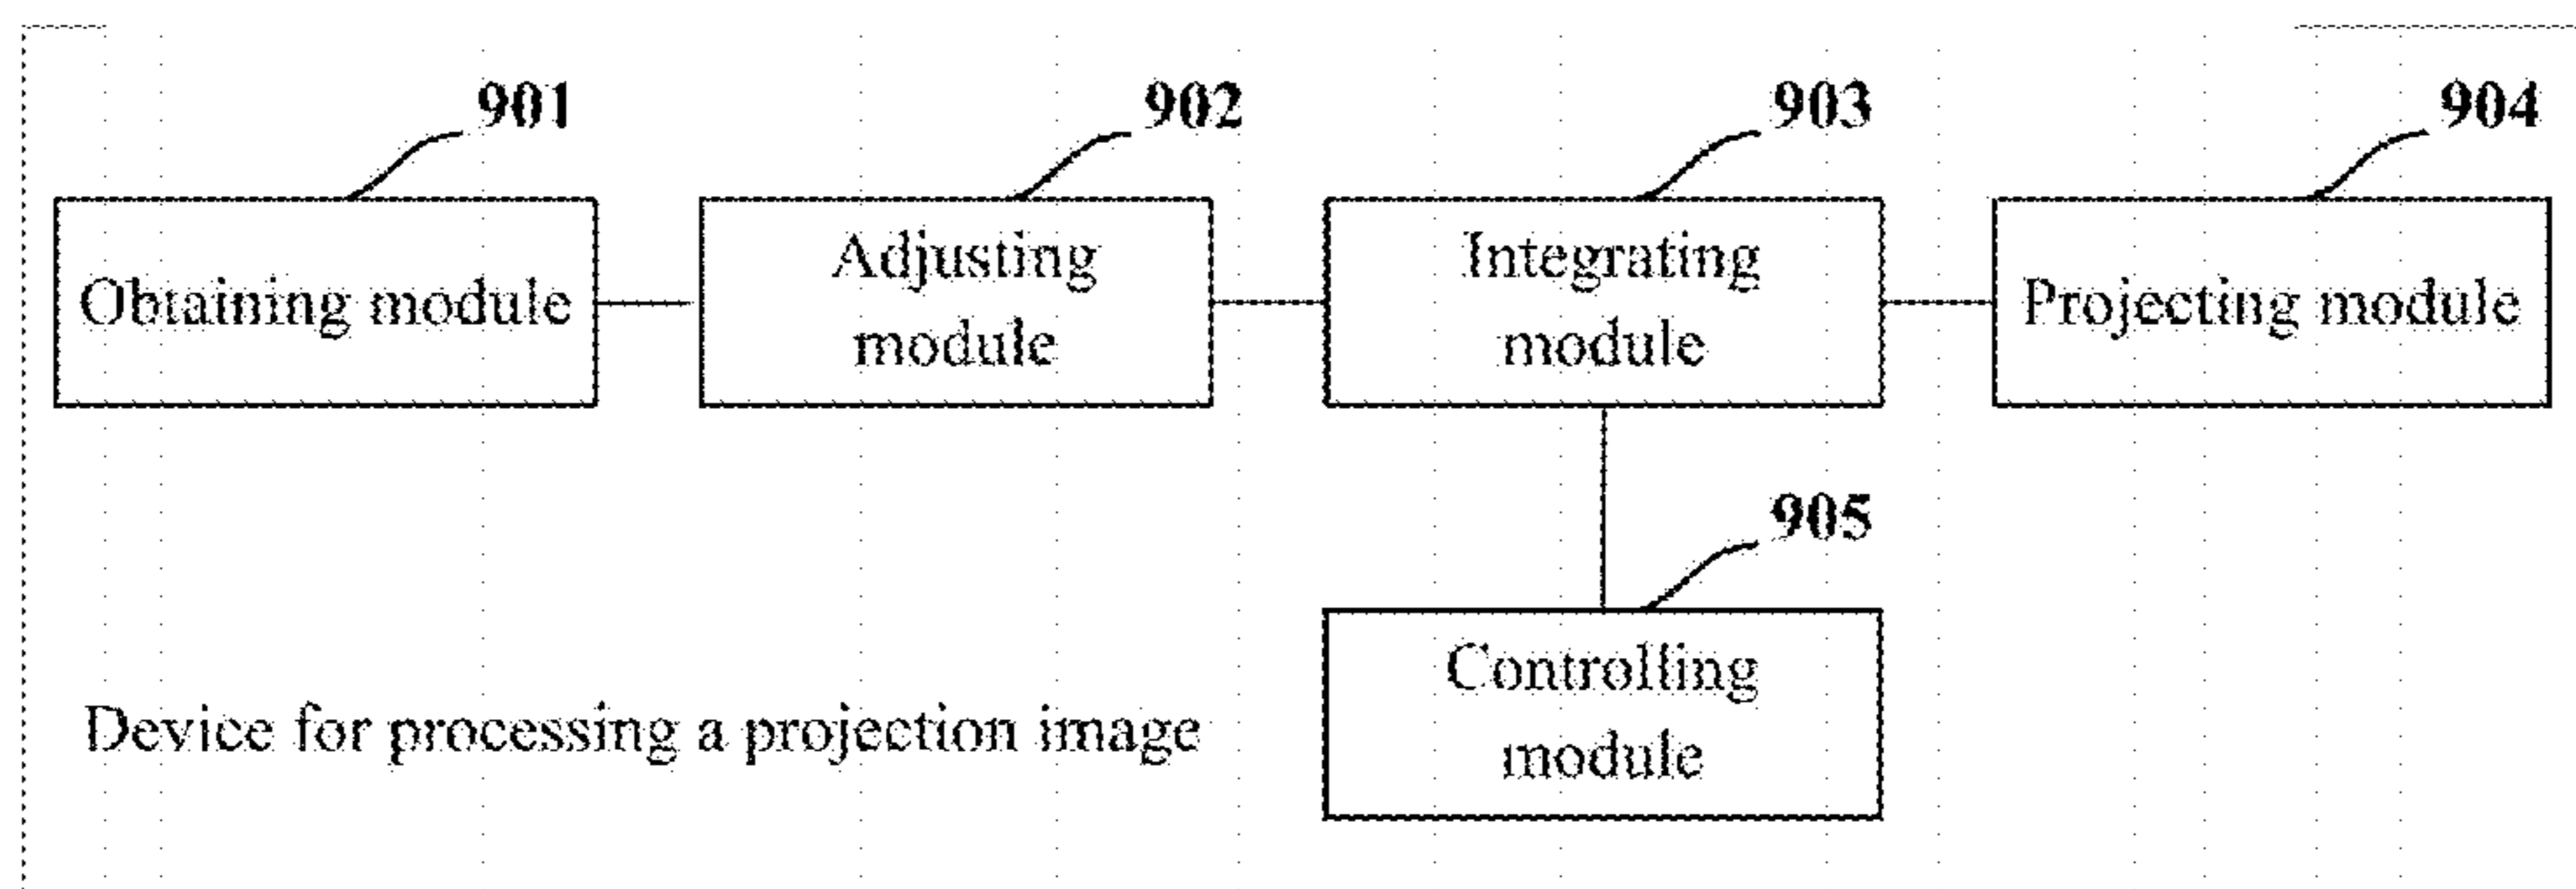 901
902
903
904
Obtaining module
Adjusting
module
Integrating
module
Projecting module
905
Controlling
module
Device for processing a projection image